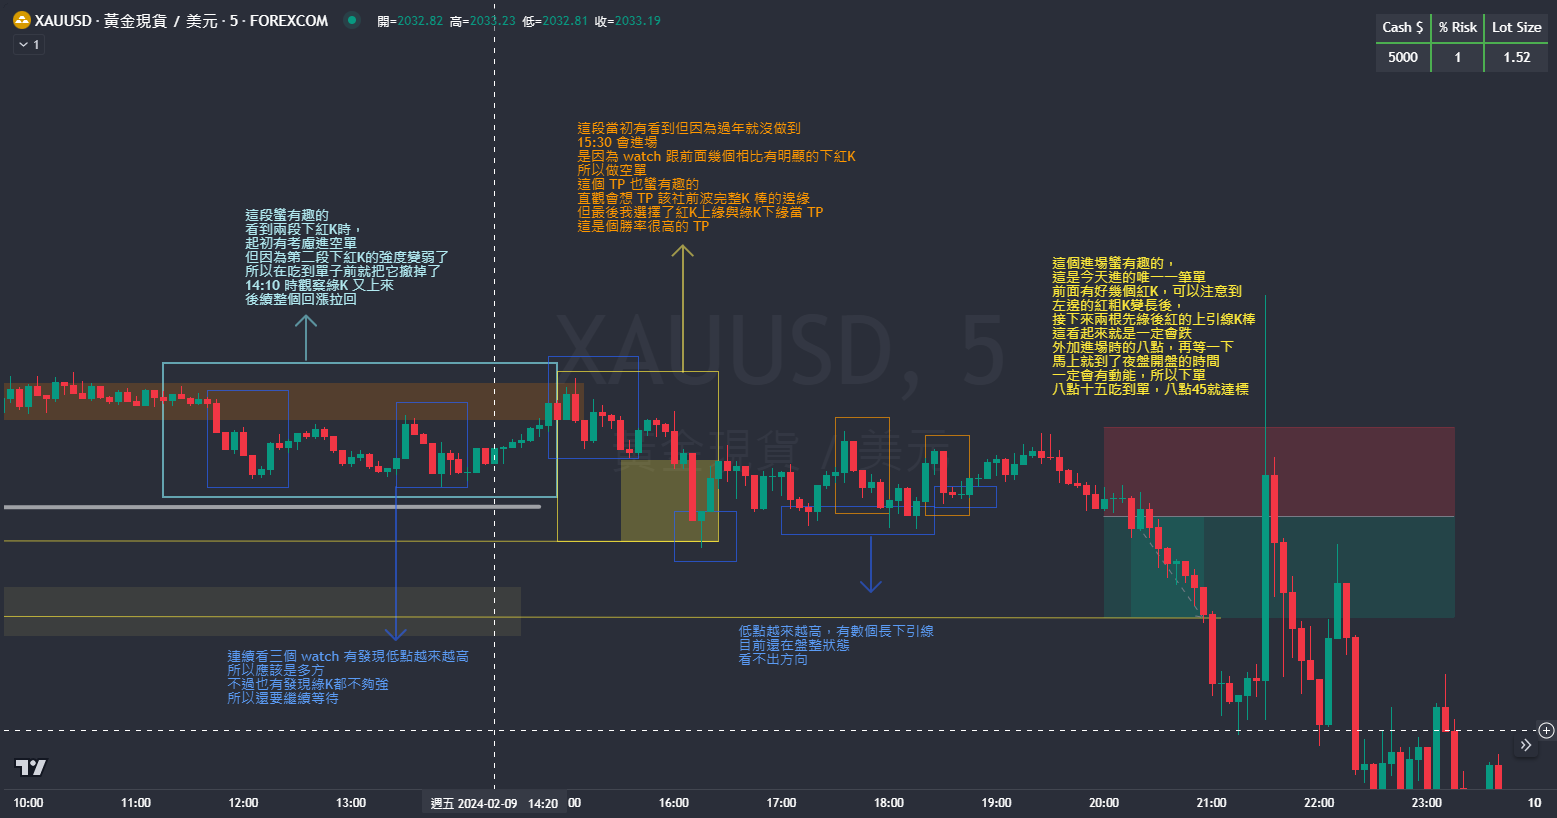 XAUUSD · 黃金現貨 / 美元 · 5 · FOREXCOM 開=2032.82 高=2033.23 低=2032.81 收=2033.19
1
Cash $ % Risk Lot Size
5000 1 1.52
這段當初有看到但因為過年就沒做到
15:30 會進場
是因為 watch 跟前面幾個相比有明顯的下紅K
所以做空單
這個 TP 也蠻有趣的
直觀會想 TP 該社前波完整K 棒的邊緣
但最後我選擇了紅K上緣與綠K下緣當 TP
這是個勝率很高的 TP
這段蠻有趣的
看到兩段下紅K時，
起初有考慮進空單
但因為第二段下紅K的強度變弱了
所以在吃到單子前就把它撤掉了
14:10 時觀察綠K 又上來
後續整個回漲拉回
這個進場蠻有趣的，
這是今天進的唯一一筆單
前面有好幾個紅K，可以注意到
左邊的紅粗K變長後，
接下來兩根先綠後紅的上引線K棒
這看起來就是一定會跌
外加進場時的八點，再等一下
馬上就到了夜盤開盤的時間
一定會有動能，所以下單
八點十五吃到單，八點45就達標
XAUUSD, 5
黃金現貨 / 美元
低點越來越高，有數個長下引線
目前還在盤整狀態
看不出方向
連續看三個 watch 有發現低點越來越高
所以應該是多方
不過也有發現綠K都不夠強
所以還要繼續等待
10:00 11:00 12:00 13:00 週五 2024-02-09 14:20 00 16:00 17:00 18:00 19:00 20:00 21:00 22:00 23:00 10